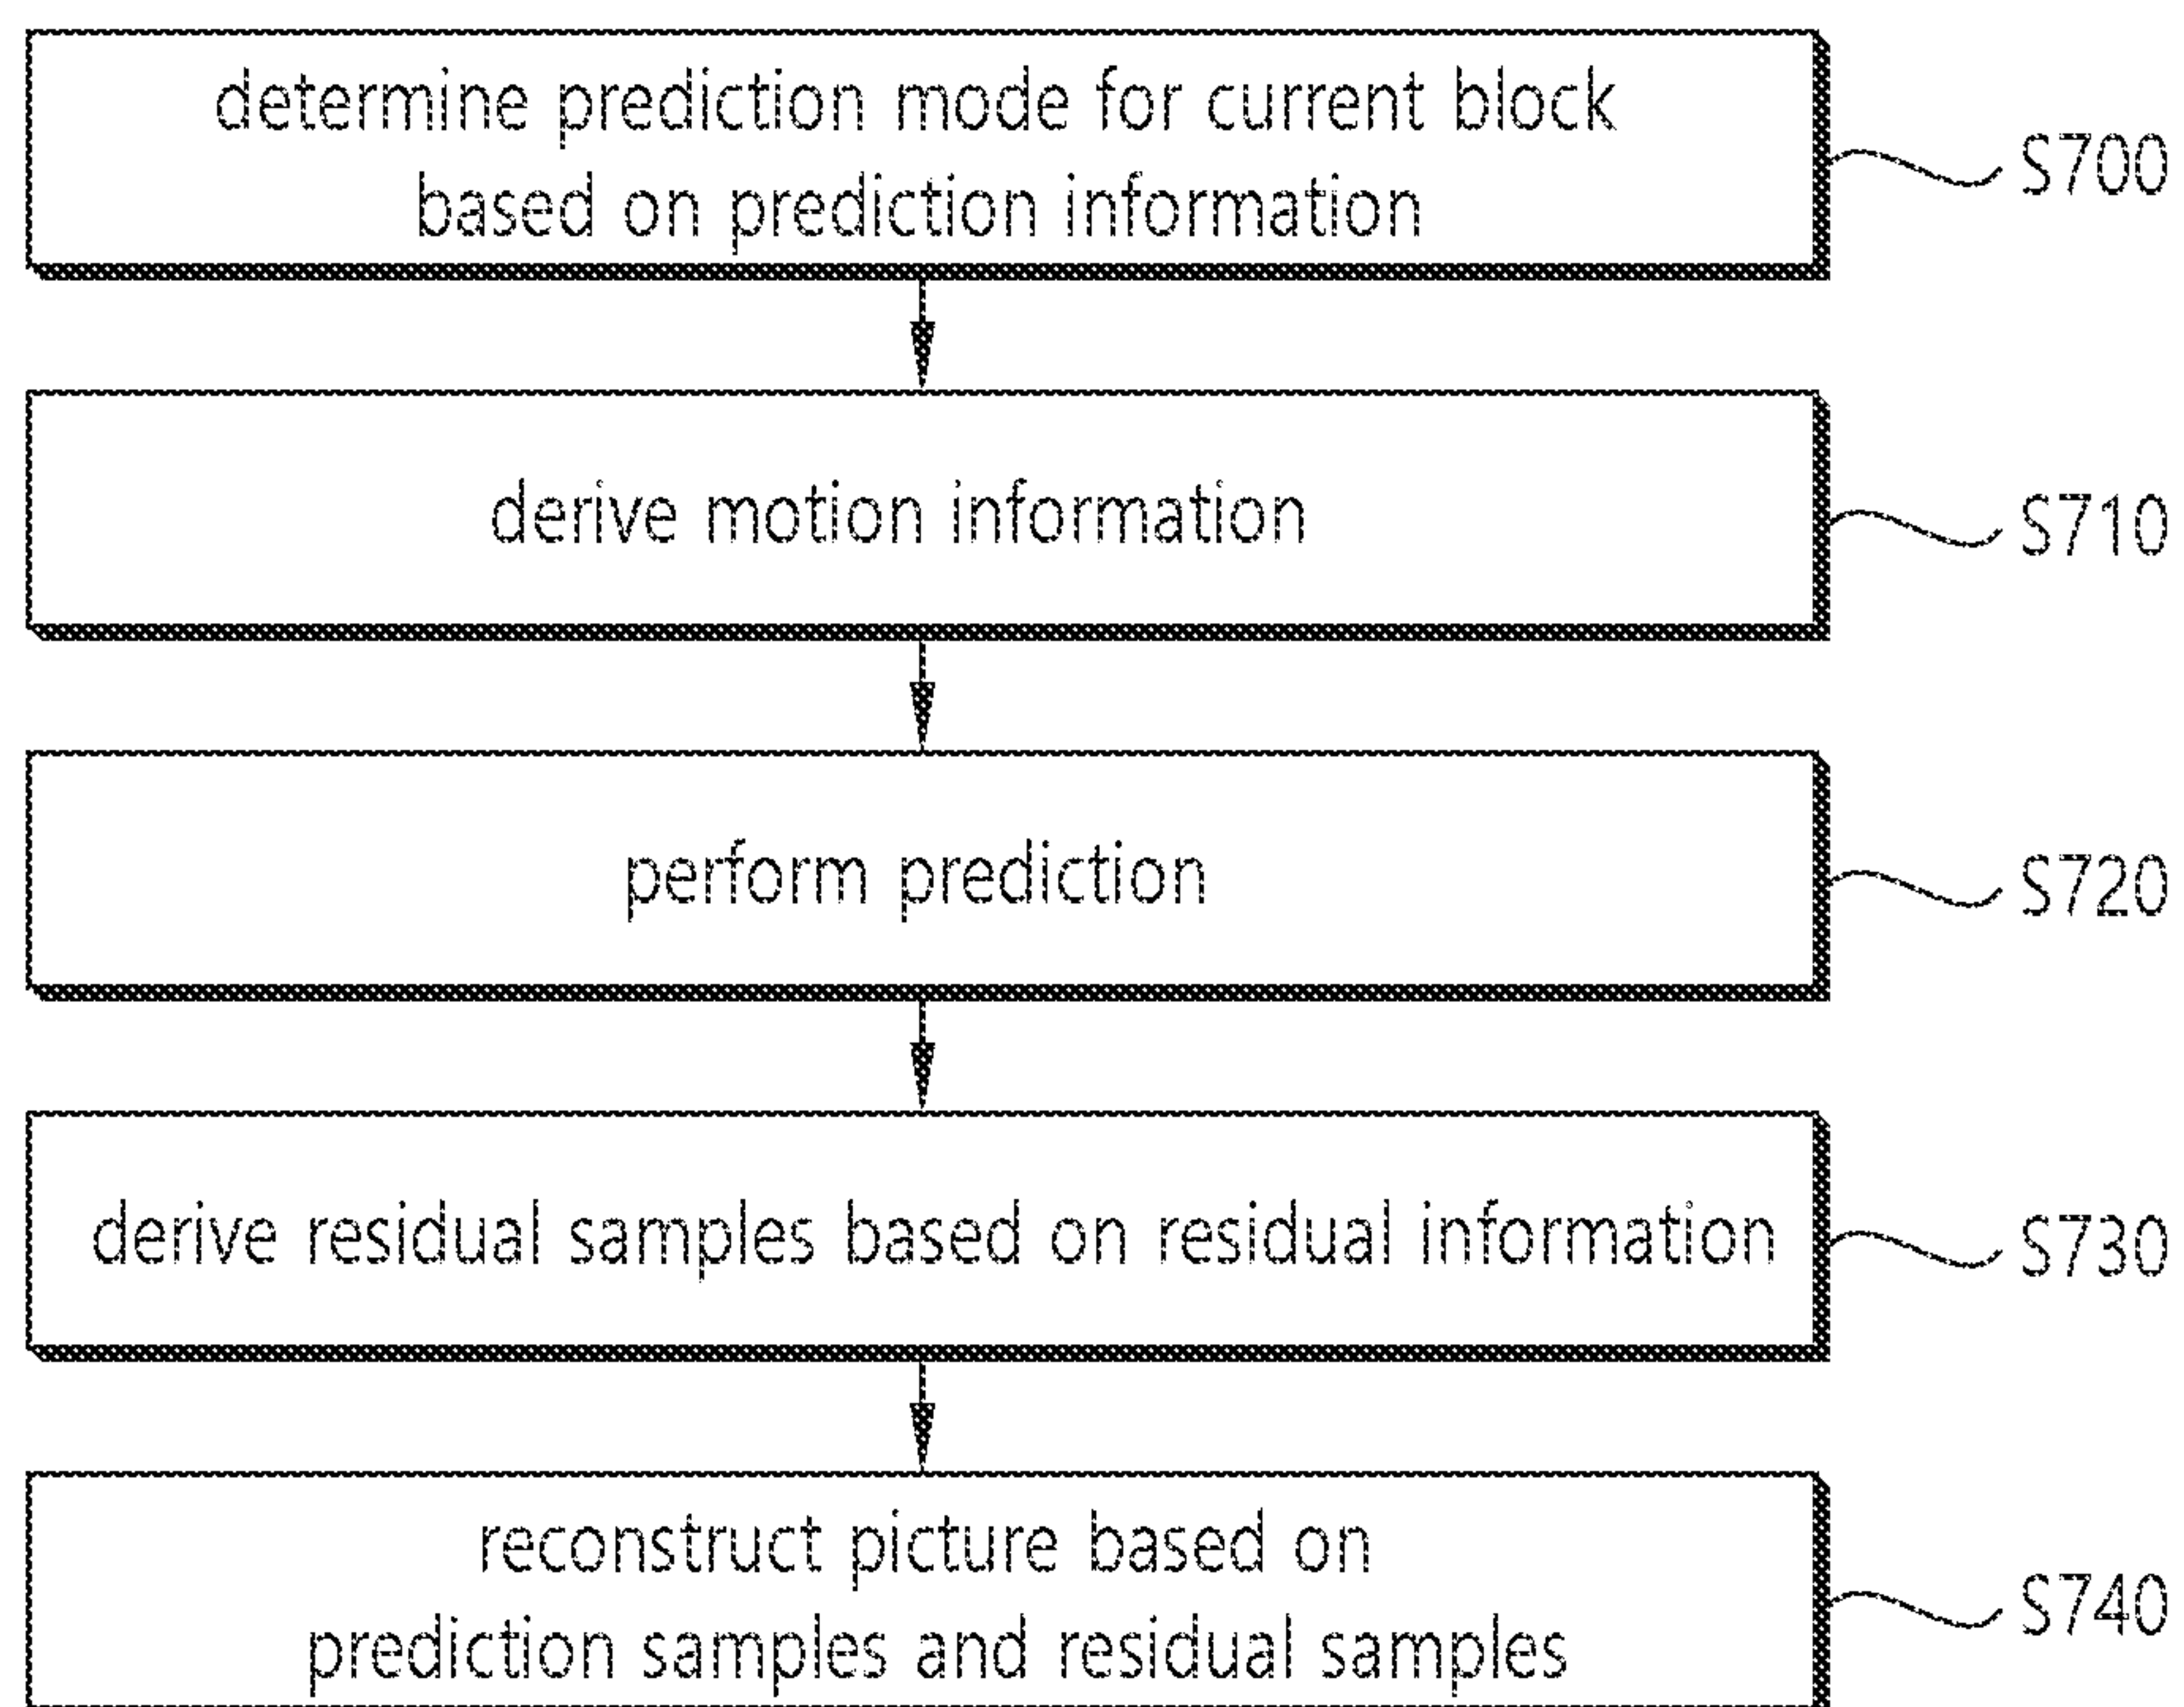 determine prediction mode for current block
based on prediction information
S700
derive motion information
S710
perform prediction
S720
derive residual samples based on residual information
S730
reconstruct picture based on
prediction samples and residual samples
S740